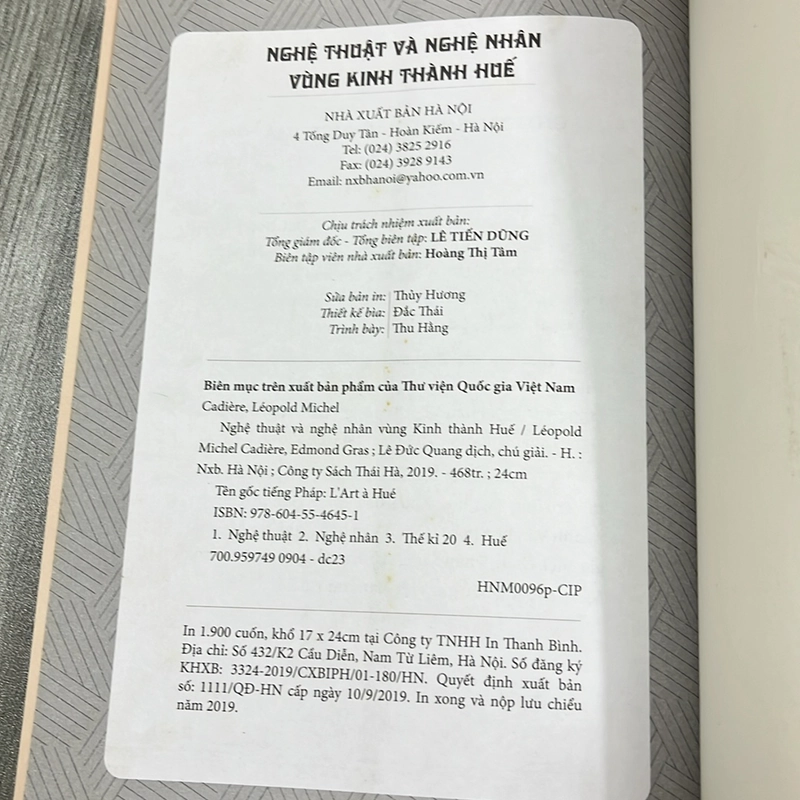 NGHỆ THUẬT VÀ NGHỆ NHÂN
VÙNG KINH THÀNH HUẾ
NHÀ XUẤT BẢN HÀ NỘI
4 Tống Duy Tân - Hoàn Kiếm - Hà Nội
Tel: (024) 3825 2916
Fax: (024) 3928 9143
Email: nxbhanoi@yahoo.com.vn
Chịu trách nhiệm xuất bản:
Tổng giám đốc - Tổng biên tập: LÊ TIẾN DŨNG
Biên tập viên nhà xuất bản: Hoàng Thị Tâm
Sửa bản in: Thủy Hương
Thiết kế bìa: Đắc Thái
Trình bày: Thu Hằng
Biên mục trên xuất bản phẩm của Thư viện Quốc gia Việt Nam
Cadière, Léopold Michel
Nghệ thuật và nghệ nhân vùng Kinh thành Huế / Léopold
Michel Cadière, Edmond Gras ; Lê Đức Quang dịch, chú giải. - H. :
Nxb. Hà Nội ; Công ty Sách Thái Hà, 2019. - 468tr. ; 24cm
Tên gốc tiếng Pháp: L'Art à Hué
ISBN: 978-604-55-4645-1
1. Nghệ thuật 2. Nghệ nhân 3. Thế kỉ 20 4. Huế
700.959749 0904 - dc23
HNM0096p-CIP
In 1.900 cuốn, khổ 17 x 24cm tại Công ty TNHH In Thanh Bình.
Địa chỉ: Số 432/K2 Cầu Diễn, Nam Từ Liêm, Hà Nội. Số đăng ký
KHXB: 3324-2019/CXBIPH/01-180/HN. Quyết định xuất bản
số: 1111/QĐ-HN cấp ngày 10/9/2019. In xong và nộp lưu chiểu
năm 2019.